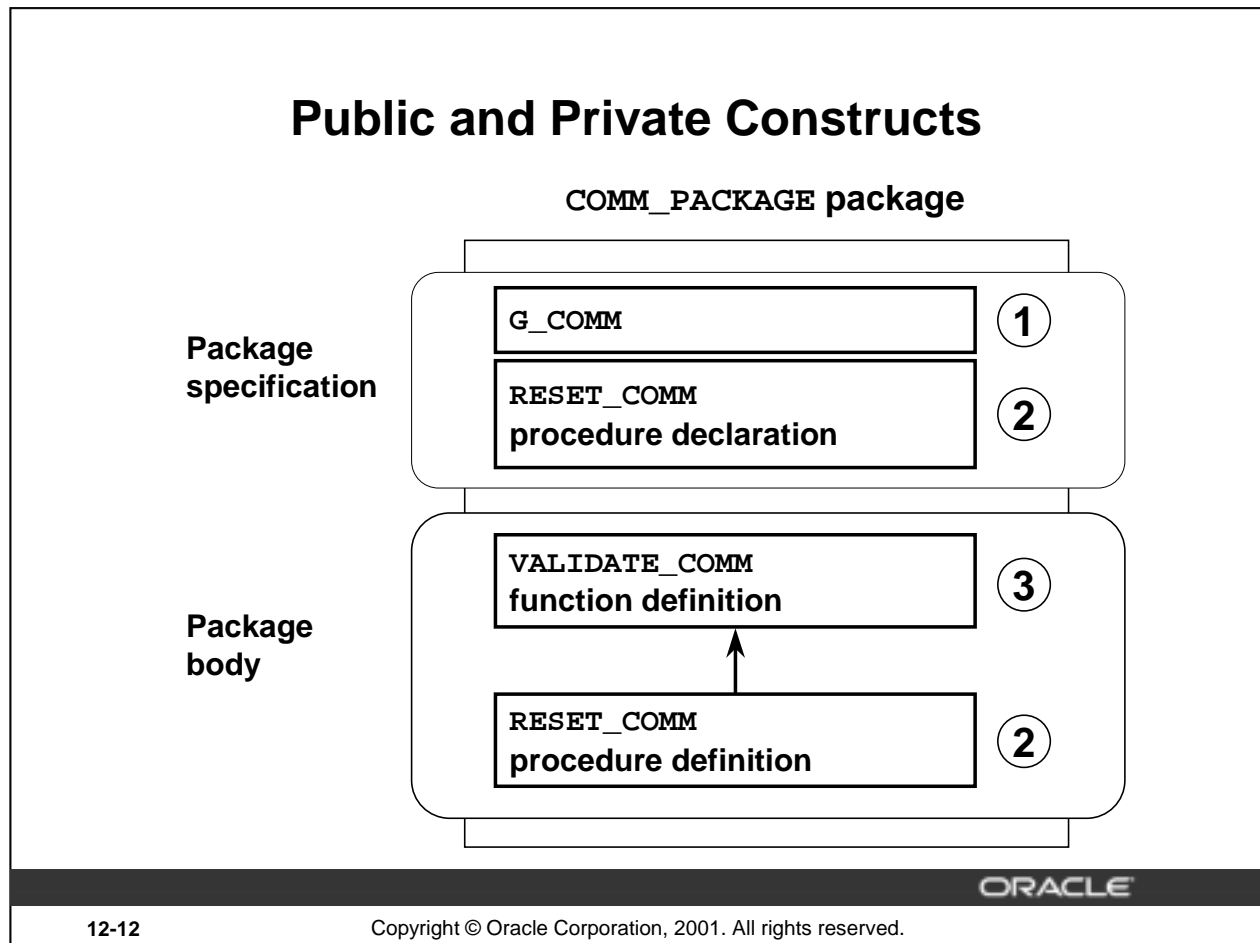 Public and Private Constructs
COMM_PACKAGE package
Package
specification
G_COMM
1
RESET_COMM
procedure declaration
2
Package
body
VALIDATE_COMM
function definition
3
RESET_COMM
procedure definition
2
ORACLE
12-12
Copyright © Oracle Corporation, 2001. All rights reserved.